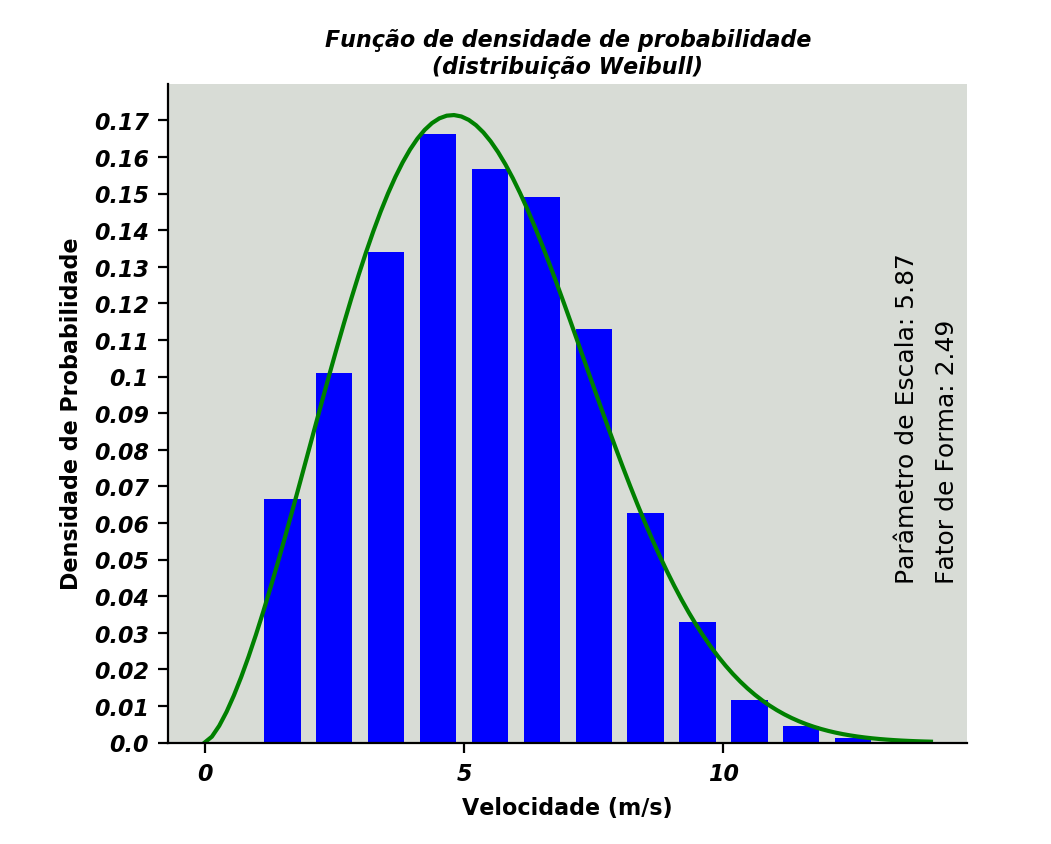 Função de densidade de probabilidade
(distribuição Weibull)
Densidade de Probabilidade
0.17
0.16
0.15
0.14
0.13
0.12
0.11
0.1
0.09
0.08
0.07
0.06
0.05
0.04
0.03
0.02
0.01
0.0
Parâmetro de Escala: 5.87
Fator de Forma: 2.49
0 5 10
Velocidade (m/s)